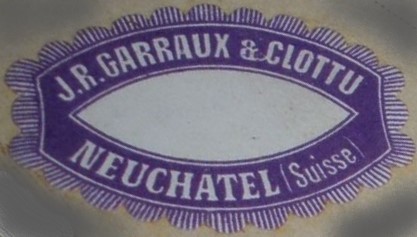 J.R.GARRAUX & CLOTTU
NEUCHATEL (Suisse)